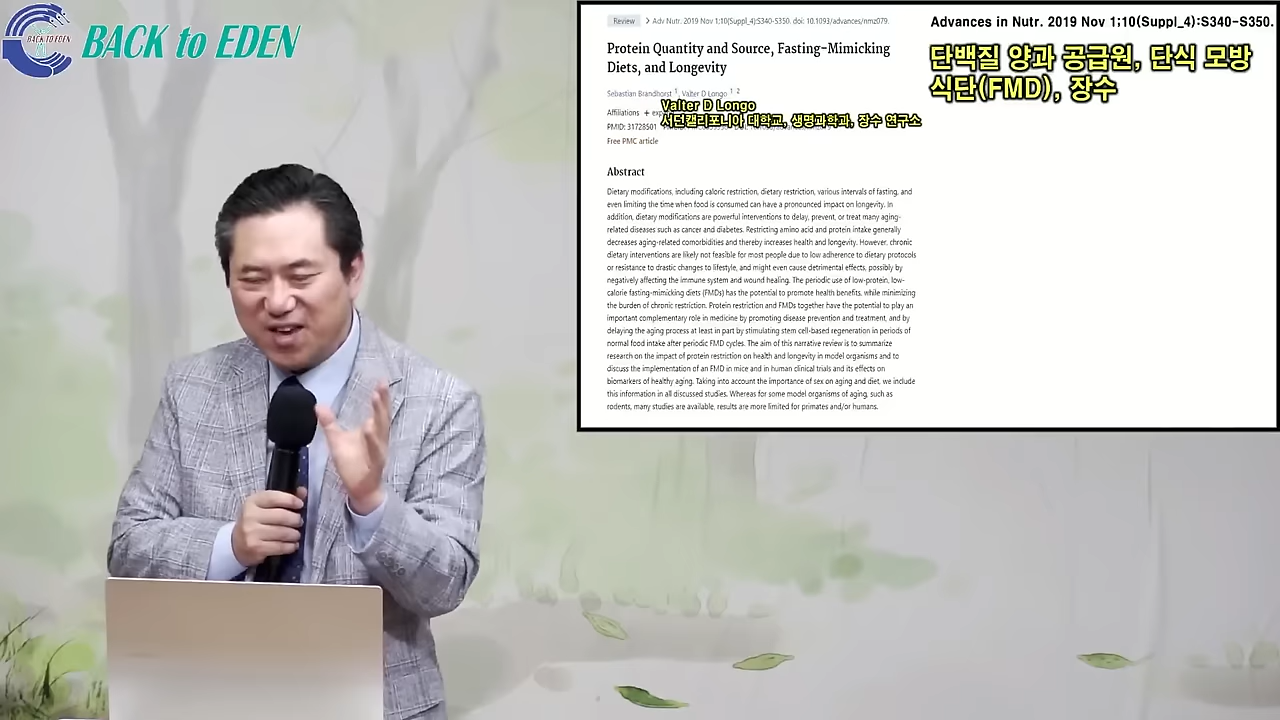 BACK TO EDEN
BACK to EDEN
Review
Adv Nutr. 2019 Nov 1;10(Suppl_4):S340-S350. doi: 10.1093/advances/nmz079.
Protein Quantity and Source, Fasting-Mimicking
Diets, and Longevity
Sebastian Brandhorst 1, Valter D Longo 1 2
Affiliations + exp
PMID: 31728501
Free PMC article
Valter D Longo
서던캘리포니아 대학교, 생명과학과, 장수 연구소
Abstract
Dietary modifications, including caloric restriction, dietary restriction, various intervals of fasting, and
even limiting the time when food is consumed can have a pronounced impact on longevity. In
addition, dietary modifications are powerful interventions to delay, prevent, or treat many aging-
related diseases such as cancer and diabetes. Restricting amino acid and protein intake generally
decreases aging-related comorbidities and thereby increases health and longevity. However, chronic
dietary interventions are likely not feasible for most people due to low adherence to dietary protocols
or resistance to drastic changes to lifestyle, and might even cause detrimental effects, possibly by
negatively affecting the immune system and wound healing. The periodic use of low-protein, low-
calorie fasting-mimicking diets (FMDs) has the potential to promote health benefits, while minimizing
the burden of chronic restriction. Protein restriction and FMDs together have the potential to play an
important complementary role in medicine by promoting disease prevention and treatment, and by
delaying the aging process at least in part by stimulating stem cell-based regeneration in periods of
normal food intake after periodic FMD cycles. The aim of this narrative review is to summarize
research on the impact of protein restriction on health and longevity in model organisms and to
discuss the implementation of an FMD in mice and in human clinical trials and its effects on
biomarkers of healthy aging. Taking into account the importance of sex on aging and diet, we include
this information in all discussed studies. Whereas for some model organisms of aging, such as
rodents, many studies are available, results are more limited for primates and/or humans.
Advances in Nutr. 2019 Nov 1;10(Suppl_4):S340-S350.
단백질 양과 공급원, 단식 모방
식단(FMD), 장수